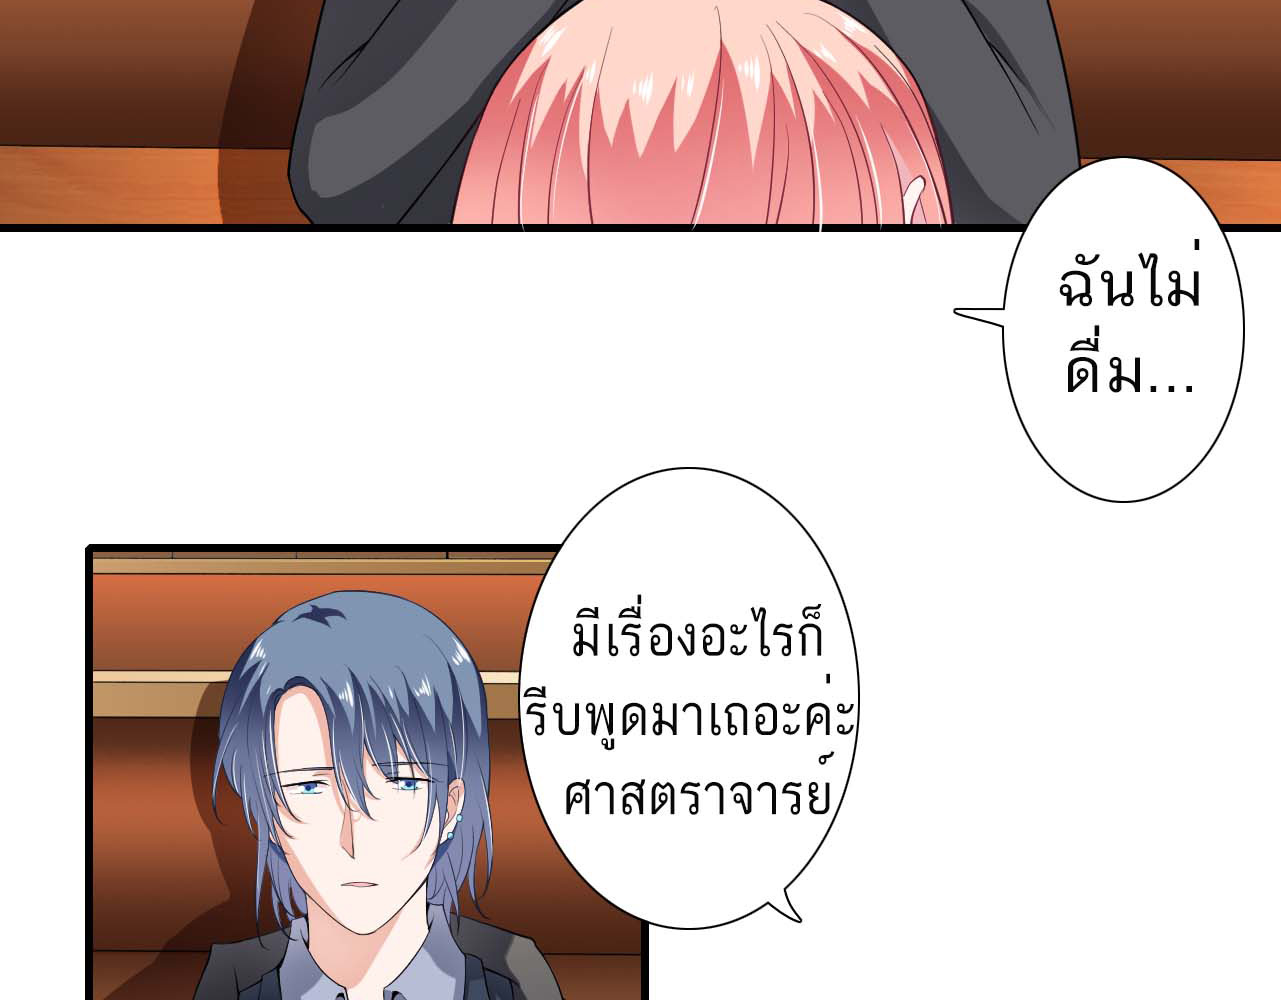 ฉันไม่
ดื่ม...
มีเรื่องอะไรก็
รีบพูดมาเถอะค่ะ
ศาสตราจารย์